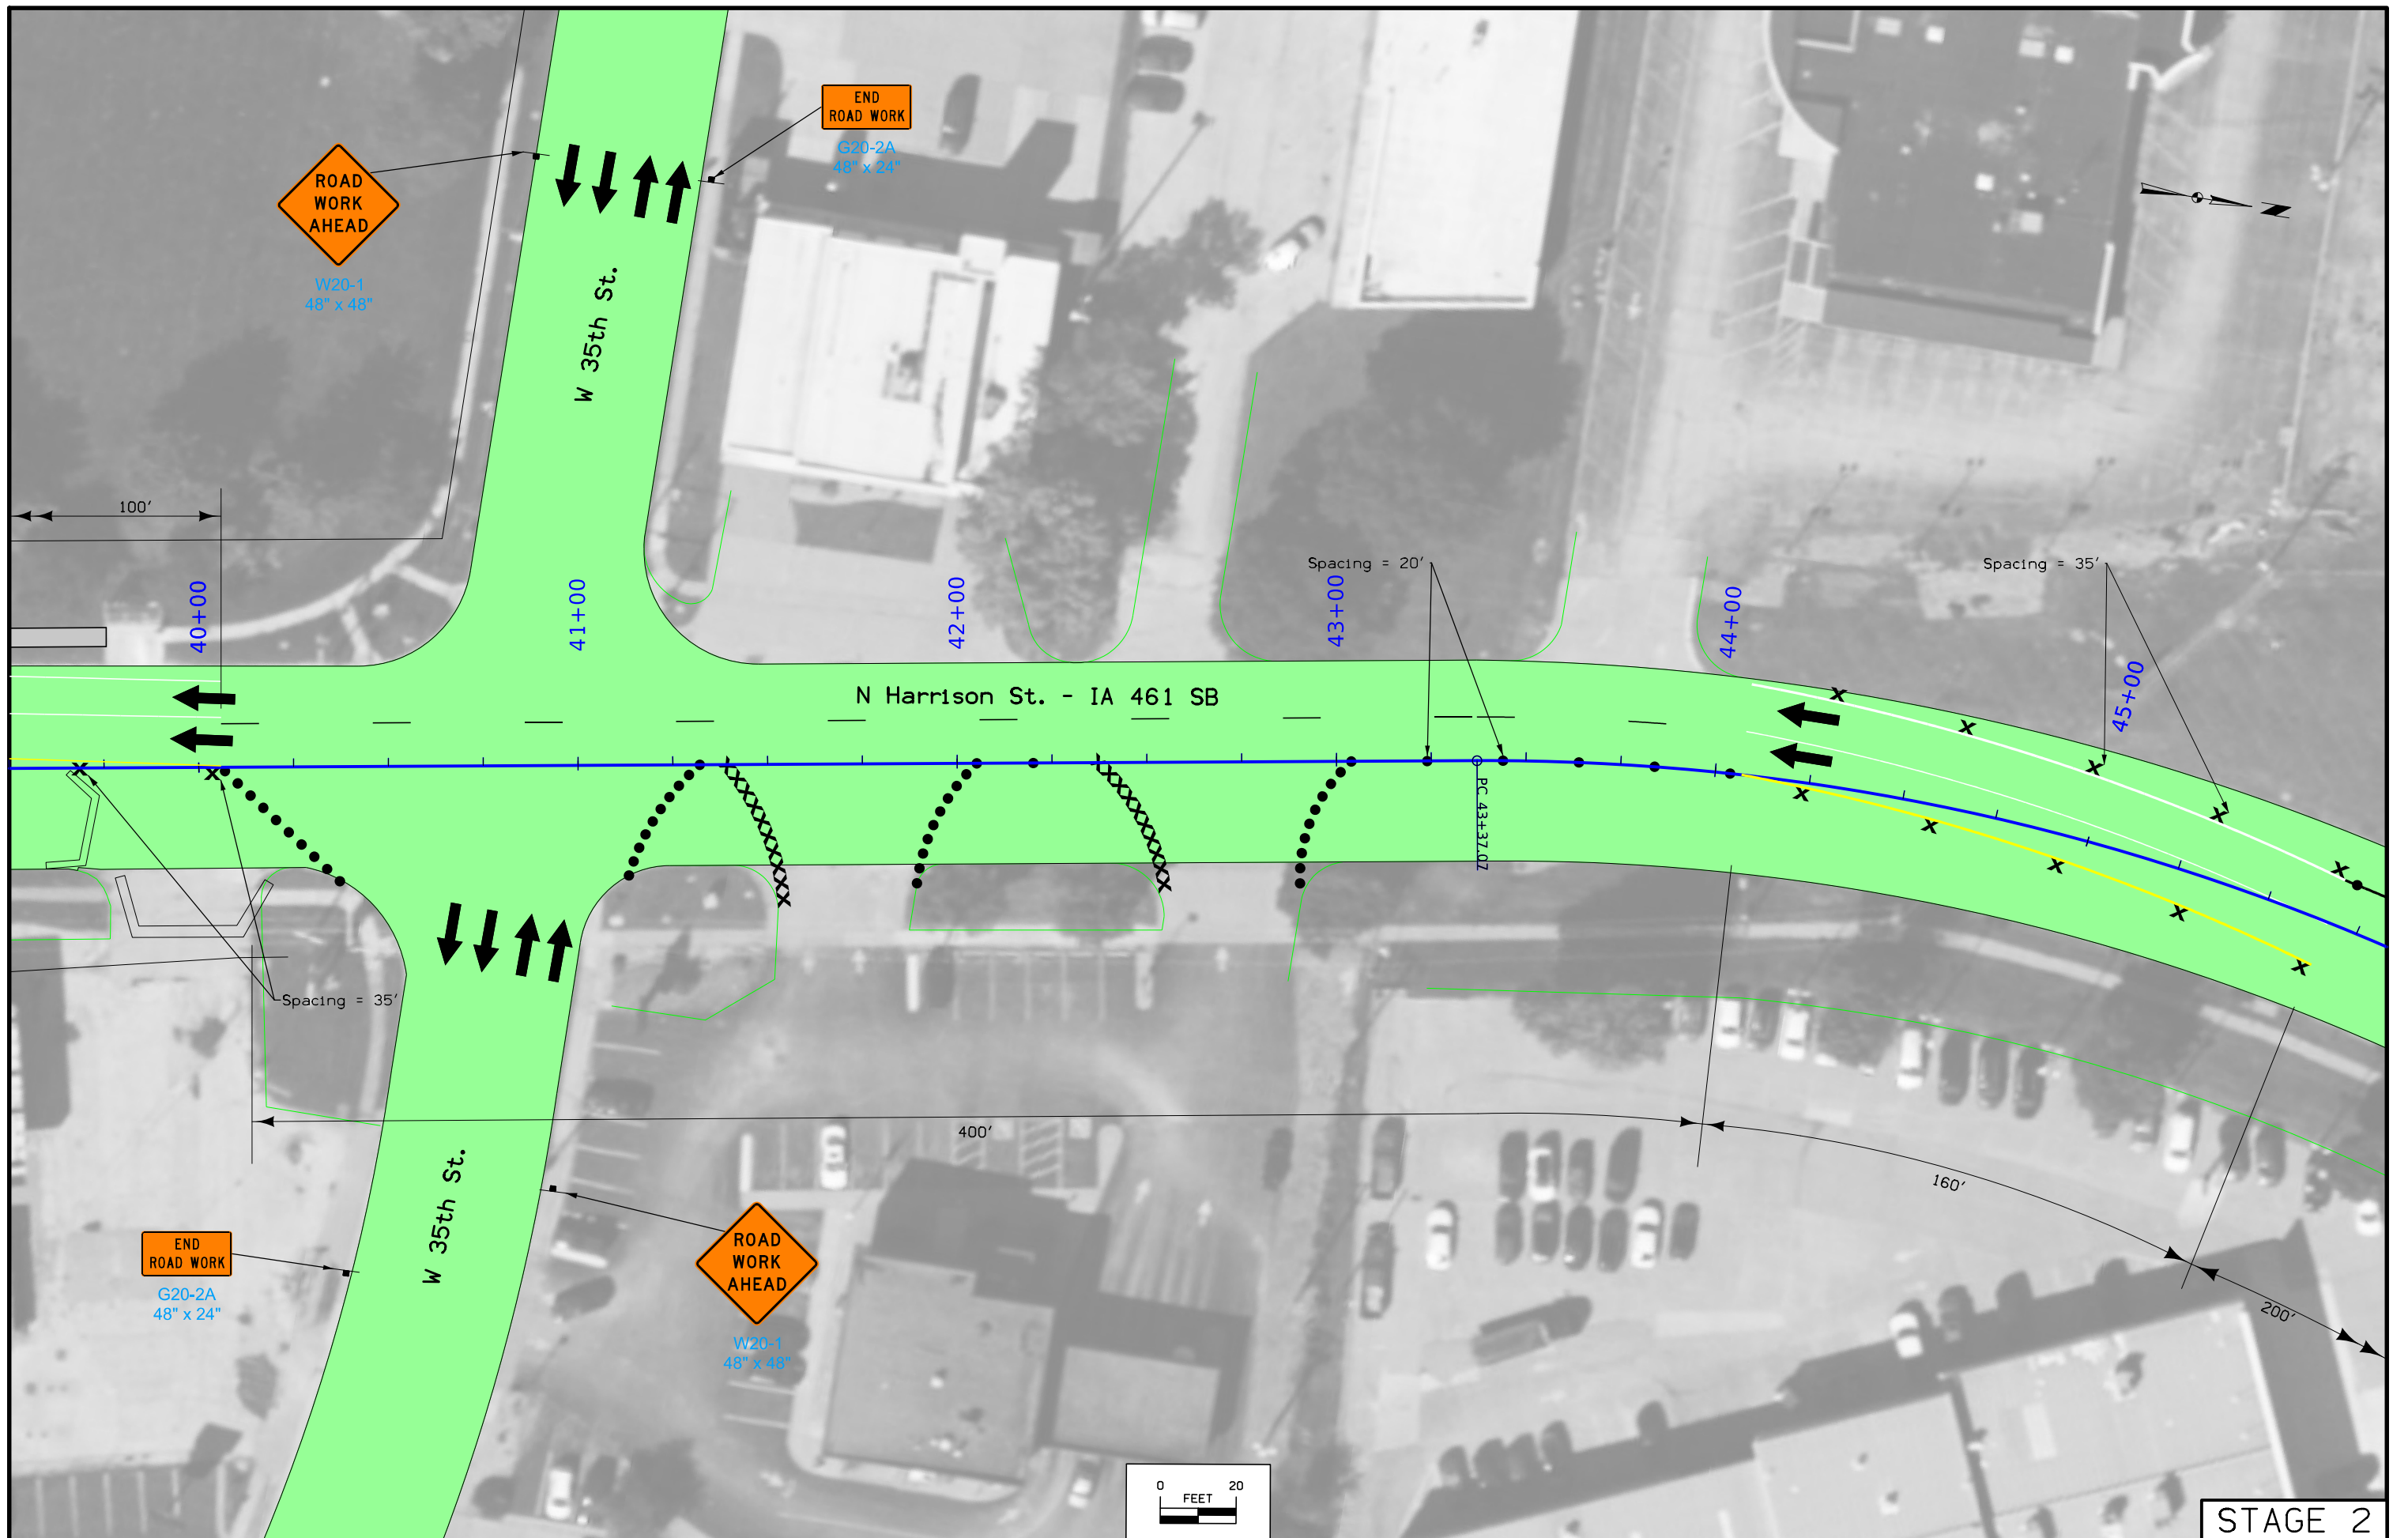 END
ROAD WORK
G20-2A
48" x 24"
ROAD
WORK
AHEAD
W20-1
48" x 48"
W 35th St.
N
100'
40+00
41+00
42+00
43+00
44+00
45+00
Spacing = 20'
Spacing = 35'
N Harrison St. - IA 461 SB
PC 43+37.07
Spacing = 35'
400'
160'
200'
W 35th St.
END
ROAD WORK
G20-2A
48" x 24"
ROAD
WORK
AHEAD
W20-1
48" x 48"
0 20
FEET
STAGE 2